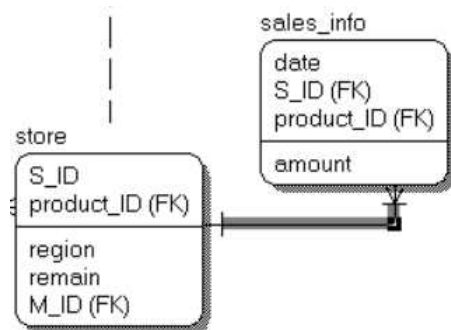 sales_info
date
S_ID (FK)
product_ID (FK)
amount
store
S_ID
product_ID (FK)
region
remain
M_ID (FK)